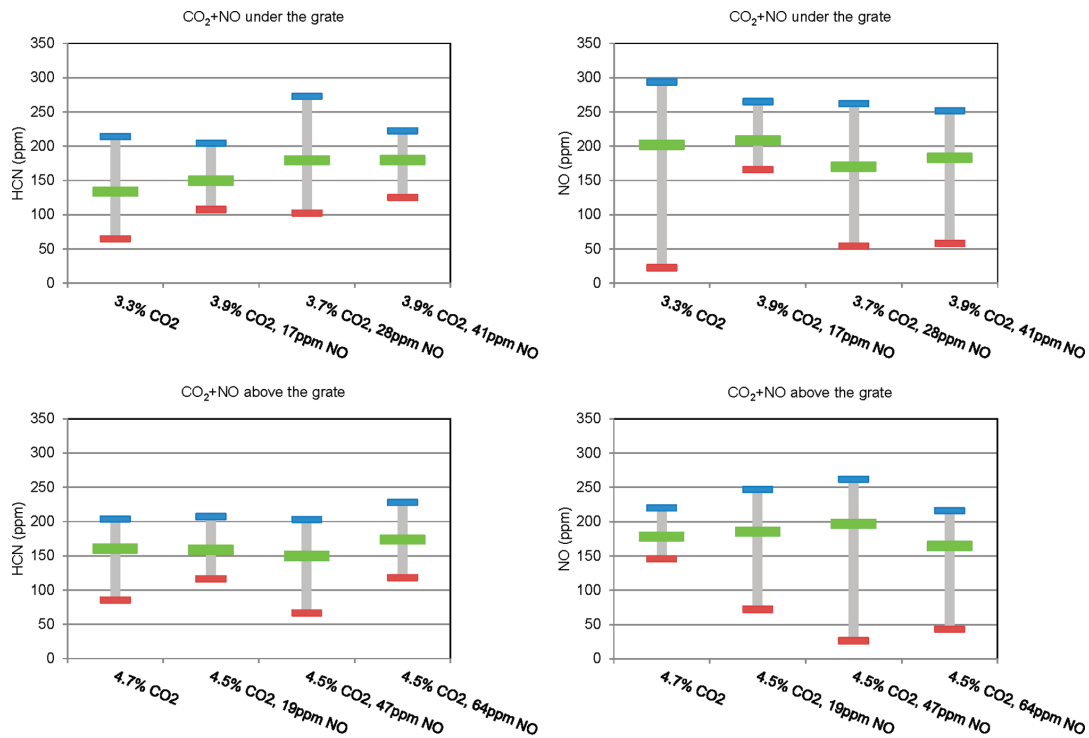 CO₂+NO under the grate
350
300
250
200
150
100
50
0
HCN (ppm)
3.3% CO2
3.9% CO2, 17ppm NO
3.7% CO2, 28ppm NO
3.9% CO2, 41ppm NO
CO₂+NO under the grate
350
300
250
200
150
100
50
0
NO (ppm)
3.3% CO2
3.9% CO2, 17ppm NO
3.7% CO2, 28ppm NO
3.9% CO2, 41ppm NO
CO₂+NO above the grate
350
300
250
200
150
100
50
0
HCN (ppm)
4.7% CO2
4.5% CO2, 19ppm NO
4.5% CO2, 47ppm NO
4.5% CO2, 64ppm NO
CO₂+NO above the grate
350
300
250
200
150
100
50
0
NO (ppm)
4.7% CO2
4.5% CO2, 19ppm NO
4.5% CO2, 47ppm NO
4.5% CO2, 64ppm NO